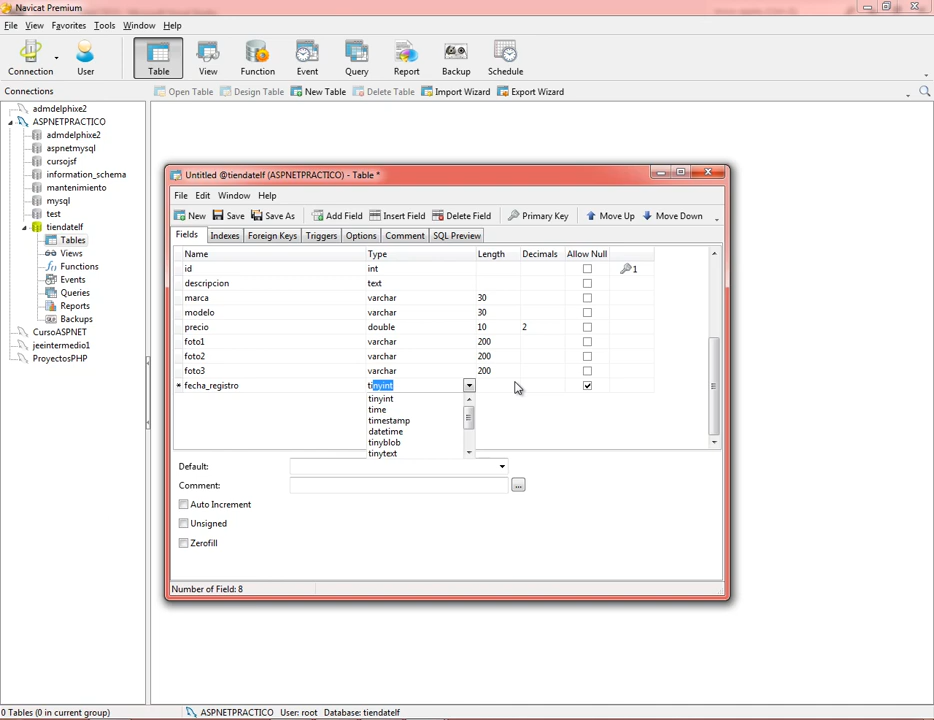 Navicat Premium
File View Favorites Tools Window Help
Connection User Table View Function Event Query Report Backup Schedule
Connections Open Table Design Table New Table Delete Table Import Wizard Export Wizard
admdelphixe2
ASPNETPRACTICO
admdelphixe2
aspnetmysql
cursojsf
information_schema
mantenimiento
mysql
test
tiendatelf
Tables
Views
Functions
Events
Queries
Reports
Backups
CursoASPNET
jeeintermedio1
ProyectosPHP
Untitled @tiendatelf (ASPNETPRACTICO) - Table *
File Edit Window Help
New Save Save As Add Field Insert Field Delete Field Primary Key Move Up Move Down
Fields Indexes Foreign Keys Triggers Options Comment SQL Preview
Name Type Length Decimals Allow Null
id int 1
descripcion text
marca varchar 30
modelo varchar 30
precio double 10 2
foto1 varchar 200
foto2 varchar 200
foto3 varchar 200
* fecha_registro tinyint
tinyint
time
timestamp
datetime
tinyblob
tinytext
Default:
Comment: ...
Auto Increment
Unsigned
Zerofill
Number of Field: 8
0 Tables (0 in current group) ASPNETPRACTICO User: root Database: tiendatelf